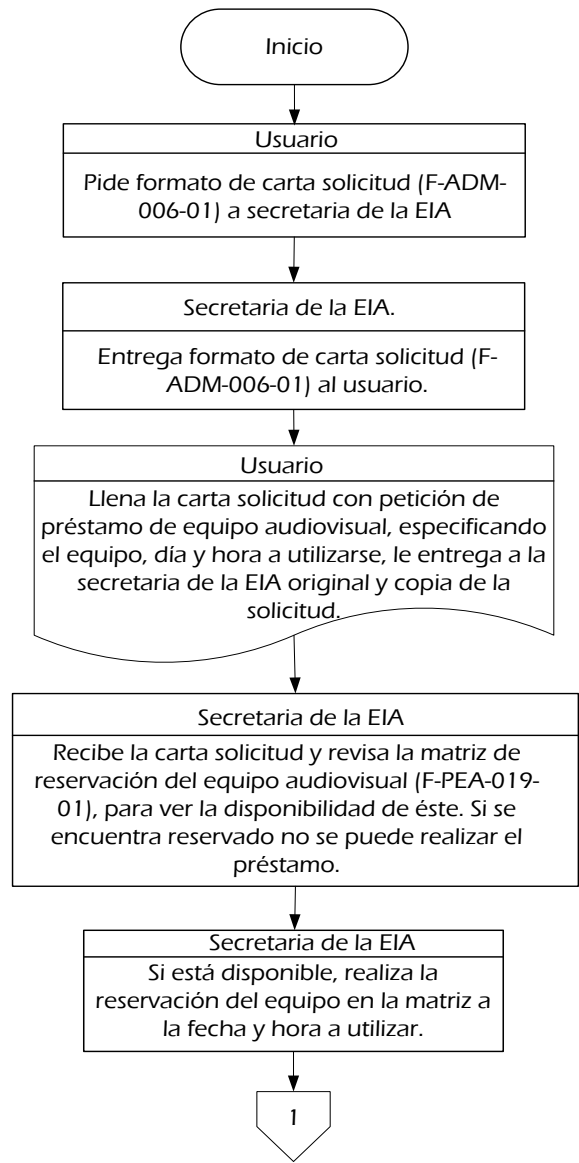 Inicio
Usuario
Pide formato de carta solicitud (F-ADM-
006-01) a secretaria de la EIA
Secretaria de la EIA.
Entrega formato de carta solicitud (F-
ADM-006-01) al usuario.
Usuario
Llena la carta solicitud con petición de
préstamo de equipo audiovisual, especificando
el equipo, día y hora a utilizarse, le entrega a la
secretaria de la EIA original y copia de la
solicitud.
Secretaria de la EIA
Recibe la carta solicitud y revisa la matriz de
reservación del equipo audiovisual (F-PEA-019-
01), para ver la disponibilidad de éste. Si se
encuentra reservado no se puede realizar el
préstamo.
Secretaria de la EIA
Si está disponible, realiza la
reservación del equipo en la matriz a
la fecha y hora a utilizar.
1